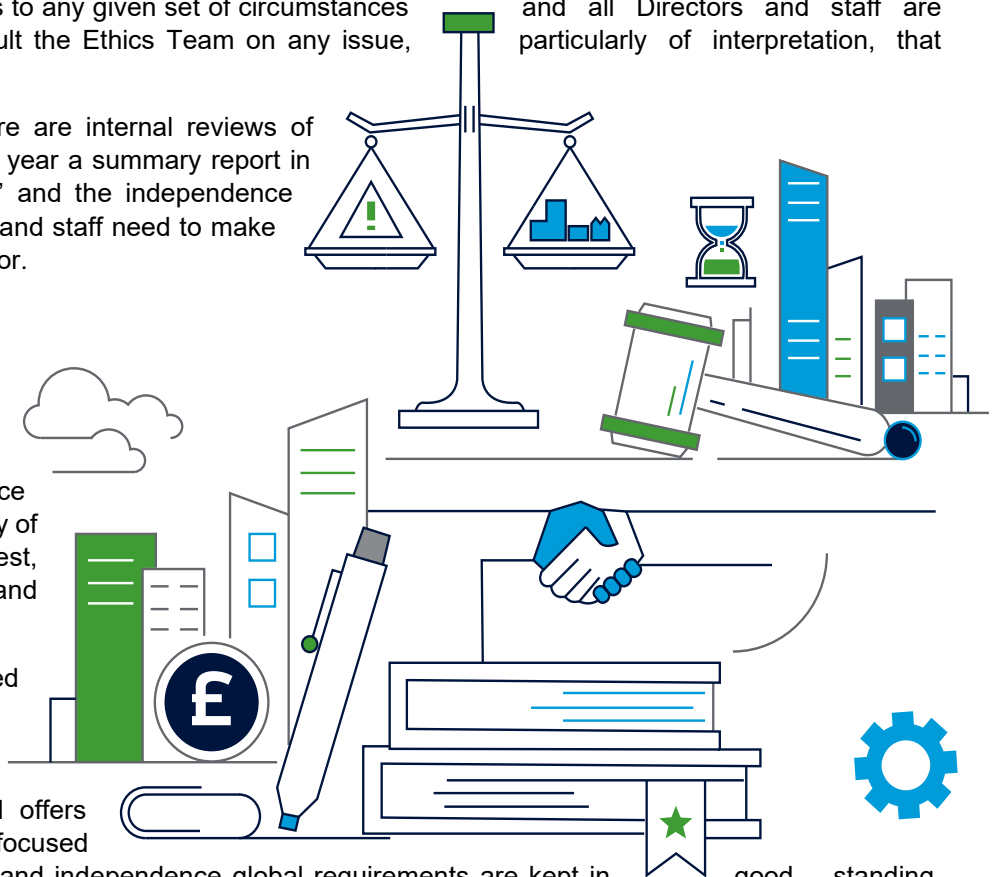 s to any given set of circumstances and all Directors and staff are
ult the Ethics Team on any issue, particularly of interpretation, that
re are internal reviews of
year a summary report in
’ and the independence
and staff need to make
or.
ce
y of
est,
and
ed
£
l offers
focused
and independence global requirements are kept in good standing